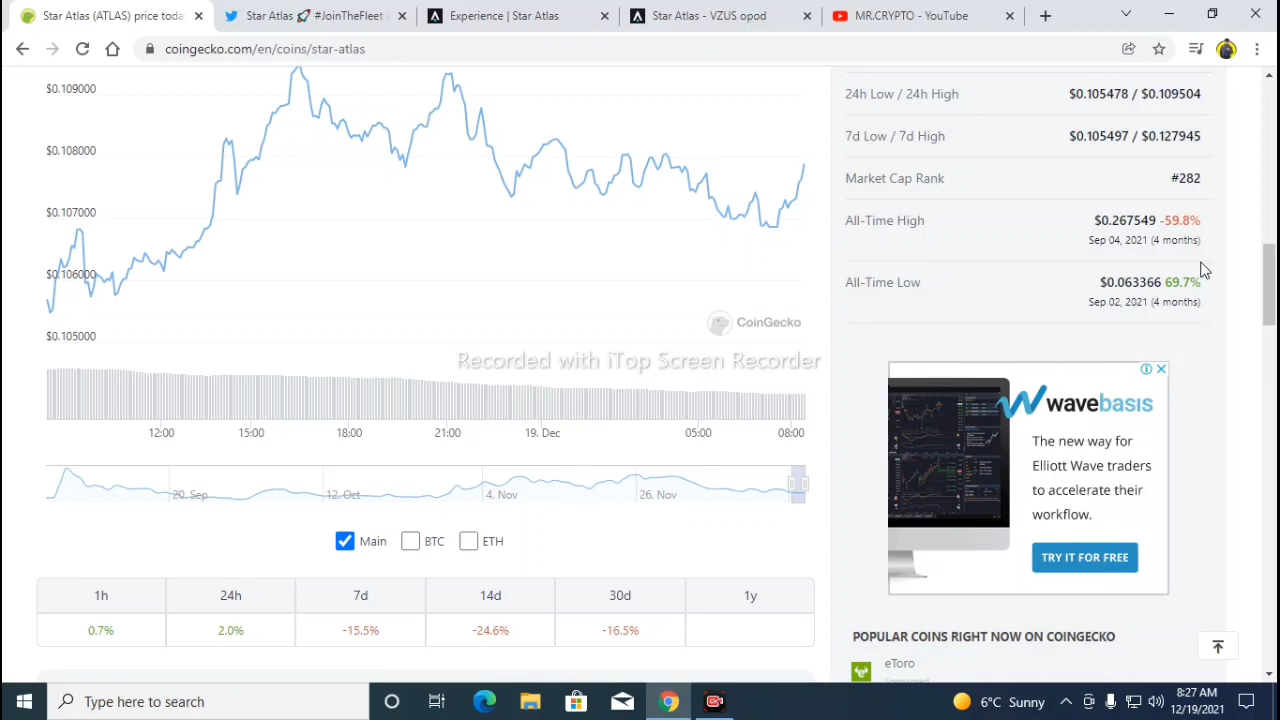 Star Atlas (ATLAS) price today
Star Atlas 🚀 #JoinTheFleet
Experience | Star Atlas
Star Atlas - VZUS opod
MR.CRYPTO - YouTube
coingecko.com/en/coins/star-atlas
$0.109000
$0.108000
$0.107000
$0.106000
$0.105000
CoinGecko
Recorded with iTop Screen Recorder
12:00 15:00 18:00 21:00 19. Dec 05:00 08:00
20. Sep 12. Oct 4. Nov 26. Nov
Main BTC ETH
1h 24h 7d 14d 30d 1y
0.7% 2.0% -15.5% -24.6% -16.5%
24h Low / 24h High $0.105478 / $0.109504
7d Low / 7d High $0.105497 / $0.127945
Market Cap Rank #282
All-Time High $0.267549 -59.8%
Sep 04, 2021 (4 months)
All-Time Low $0.063366 69.7%
Sep 02, 2021 (4 months)
wavebasis
The new way for
Elliott Wave traders
to accelerate their
workflow.
TRY IT FOR FREE
POPULAR COINS RIGHT NOW ON COINGECKO
eToro
Sponsored
Type here to search
6°C Sunny
8:27 AM
12/19/2021